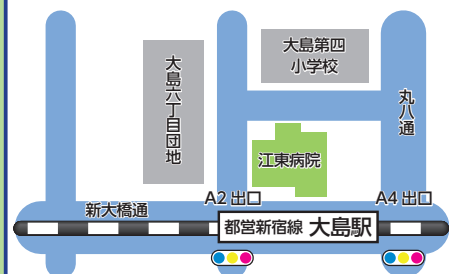 大島第四
小学校
大島六丁目団地
丸八通
江東病院
A2 出口
A4 出口
新大橋通
都営新宿線 大島駅